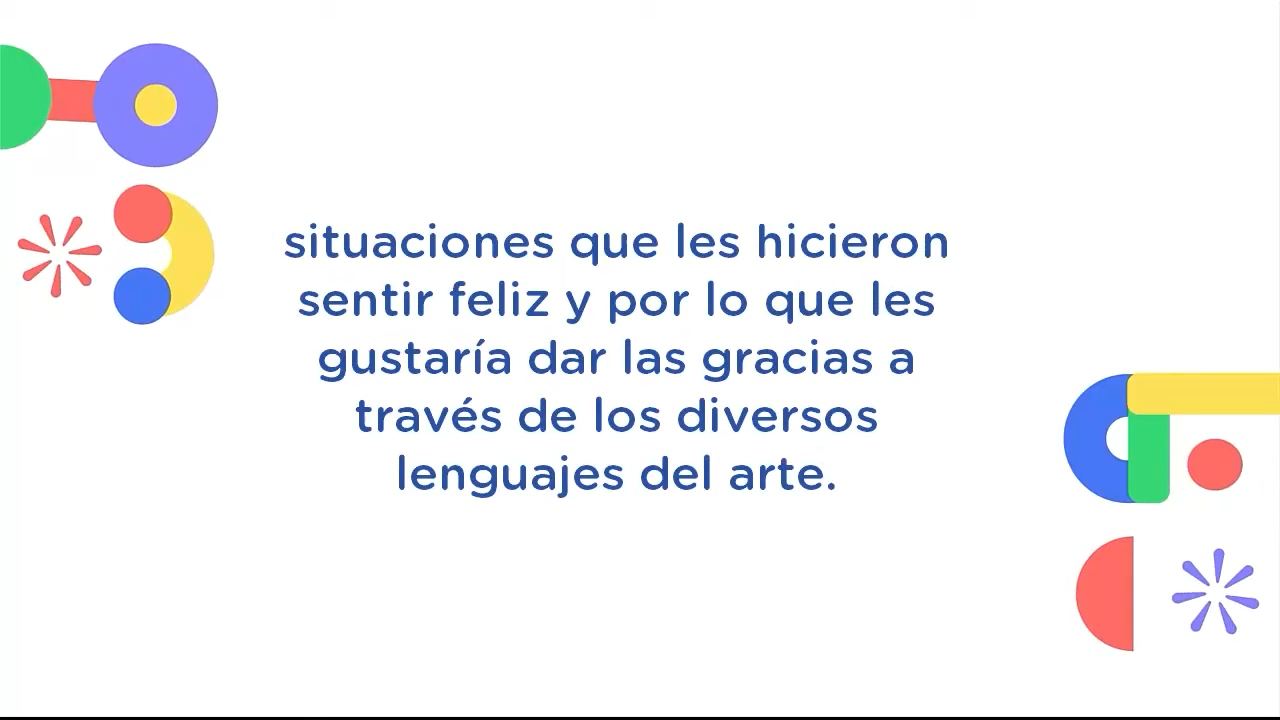 situaciones que les hicieron
sentir feliz y por lo que les
gustaría dar las gracias a
través de los diversos
lenguajes del arte.